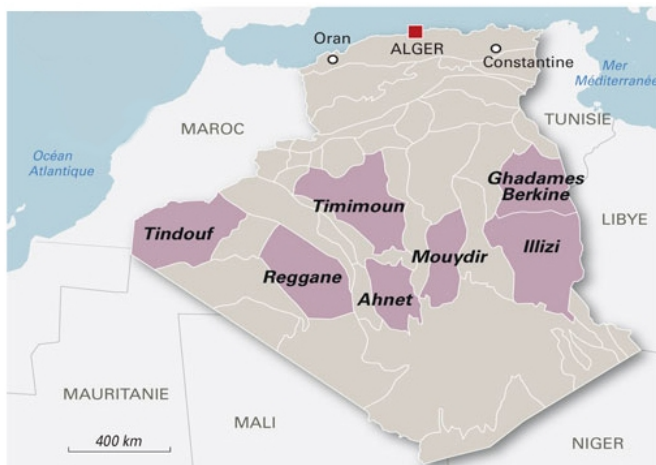 Oran
ALGER
Constantine
Mer
Méditerranée
TUNISIE
MAROC
Océan
Atlantique
Ghadames
Berkine
Timimoun
LIBYE
Tindouf
Mouydir
Illizi
Reggane
Ahnet
MAURITANIE
MALI
NIGER
400 km